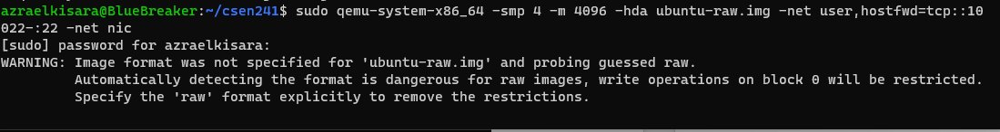 azraelkisara@BlueBreaker:~/csen241$ sudo qemu-system-x86_64 -smp 4 -m 4096 -hda ubuntu-raw.img -net user,hostfwd=tcp::10
022-:22 -net nic
[sudo] password for azraelkisara:
WARNING: Image format was not specified for 'ubuntu-raw.img' and probing guessed raw.
         Automatically detecting the format is dangerous for raw images, write operations on block 0 will be restricted.
         Specify the 'raw' format explicitly to remove the restrictions.